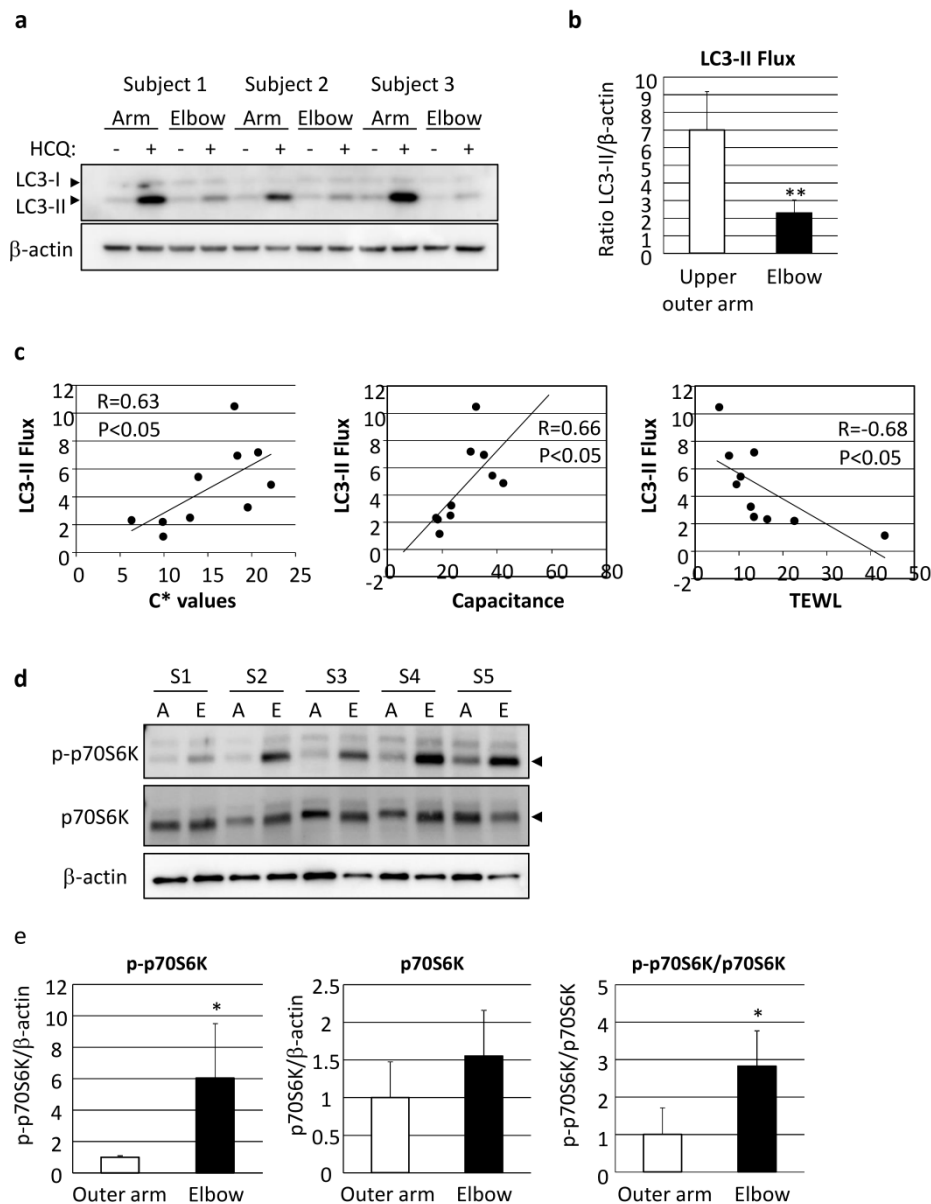 a
Subject 1 Subject 2 Subject 3
Arm Elbow Arm Elbow Arm Elbow
HCQ: - + - + - + - + - + - +
LC3-I
LC3-II
β-actin
b
LC3-II Flux
Ratio LC3-II/β-actin
10
9
8
7
6
5
4
3
2
1
0
**
Upper outer arm
Elbow
c
LC3-II Flux
12
10
8
6
4
2
0
R=0.63
P<0.05
0 5 10 15 20 25
C* values
LC3-II Flux
12
10
8
6
4
2
0
-2
R=0.66
P<0.05
0 20 40 60 80
Capacitance
LC3-II Flux
12
10
8
6
4
2
0
-2
R=-0.68
P<0.05
0 10 20 30 40 50
TEWL
d
S1 S2 S3 S4 S5
A E A E A E A E A E
p-p70S6K
p70S6K
β-actin
e
p-p70S6K
p-p70S6K/β-actin
12
10
8
6
4
2
0
*
Outer arm Elbow
p70S6K
p70S6K/β-actin
2.5
2
1.5
1
0.5
0
Outer arm Elbow
p-p70S6K/p70S6K
p-p70S6K/p70S6K
5
4
3
2
1
0
*
Outer arm Elbow